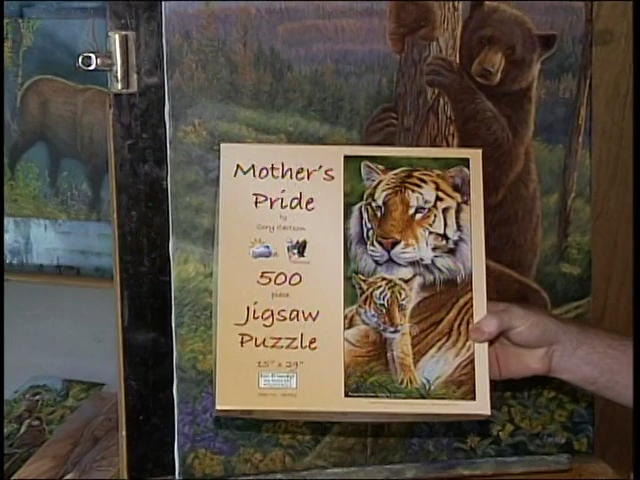 Mother's
Pride
by
Cory Carlson
500
piece
Jigsaw
Puzzle
15" x 29"